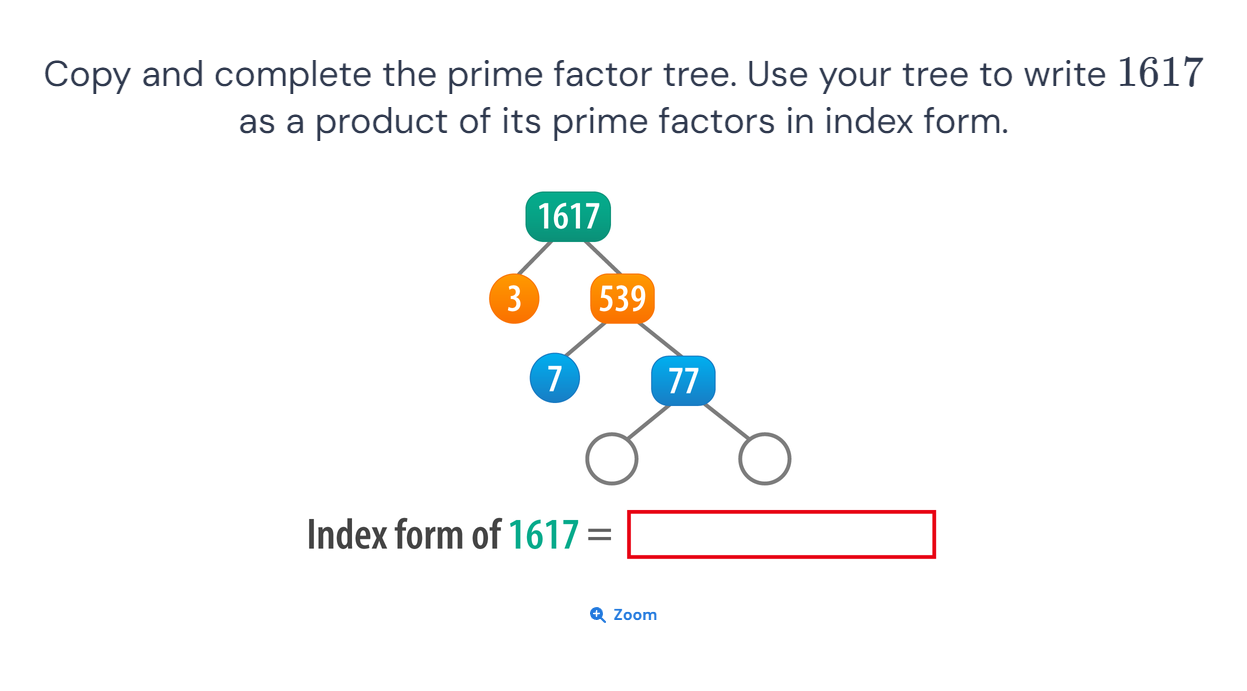 Copy and complete the prime factor tree. Use your tree to write 1617
as a product of its prime factors in index form.
1617
3 539
7 77
Index form of 1617 =
Zoom